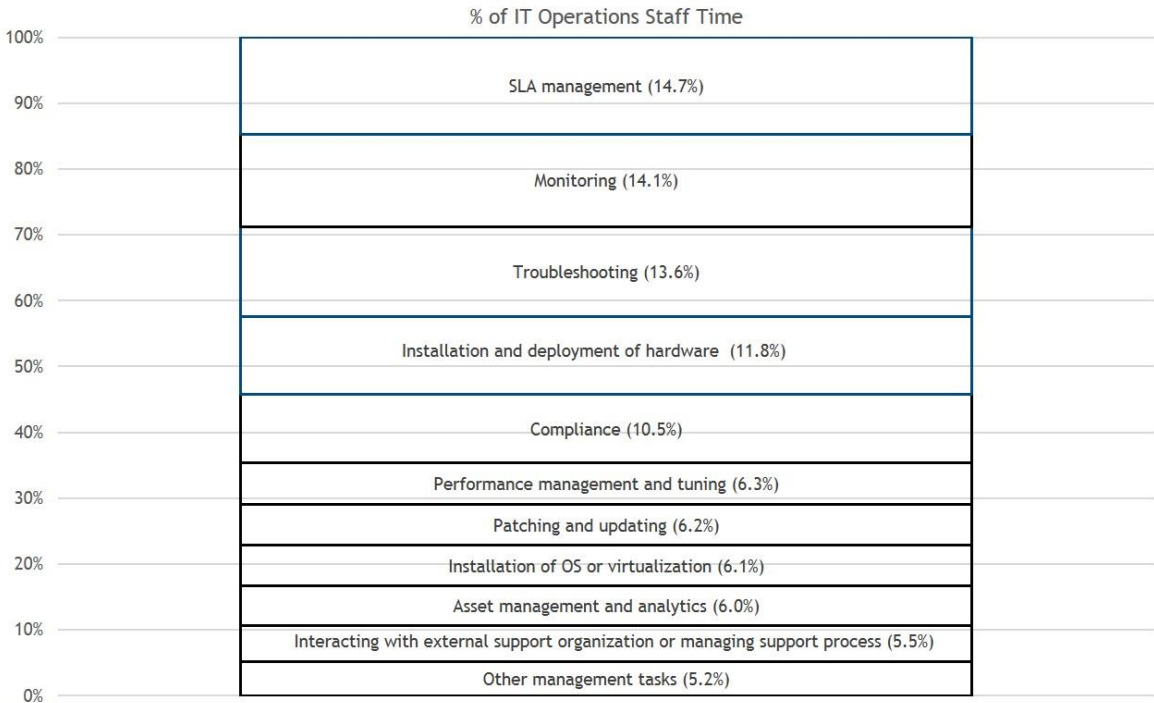 % of IT Operations Staff Time
100%
SLA management (14.7%)
90%
80%
Monitoring (14.1%)
70%
Troubleshooting (13.6%)
60%
Installation and deployment of hardware  (11.8%)
50%
40%
Compliance (10.5%)
Performance management and tuning (6.3%)
30%
Patching and updating (6.2%)
20%
Installation of OS or virtualization (6.1%)
Asset management and analytics (6.0%)
10%
Interacting with external support organization or managing support process (5.5%)
Other management tasks (5.2%)
0%